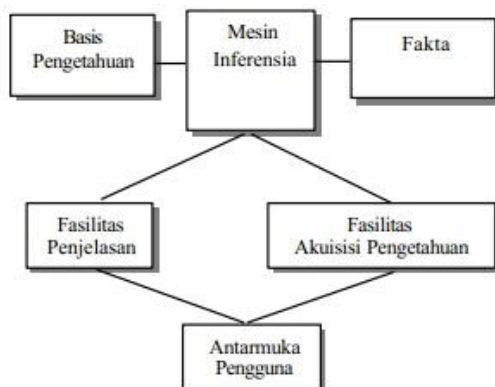 Basis
Pengetahuan
Mesin
Inferensia
Fakta
Fasilitas
Penjelasan
Fasilitas
Akuisisi Pengetahuan
Antarmuka
Pengguna